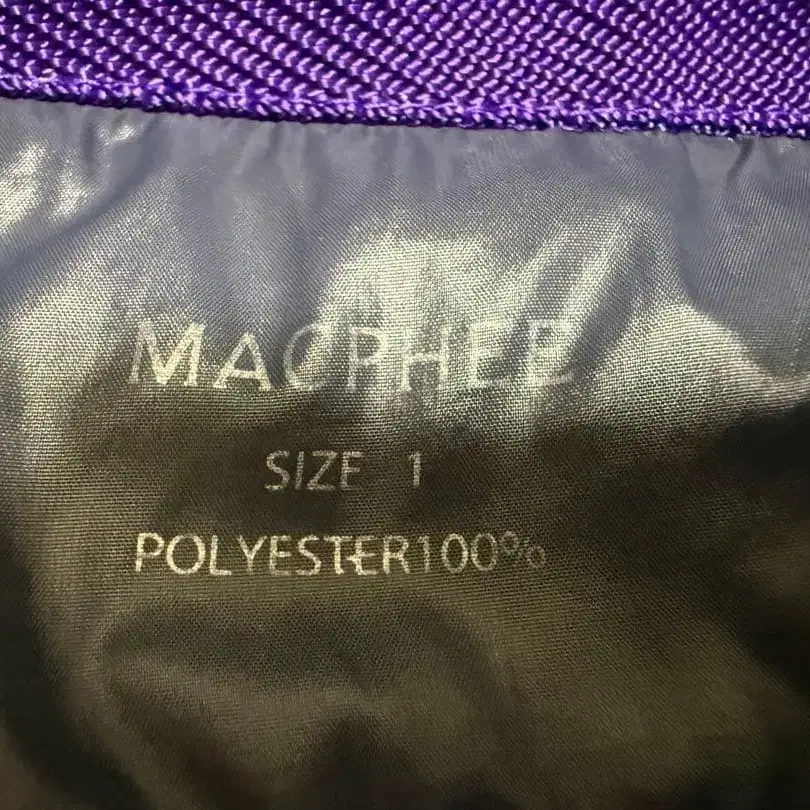 MACPHEE
SIZE 1
POLYESTER100%